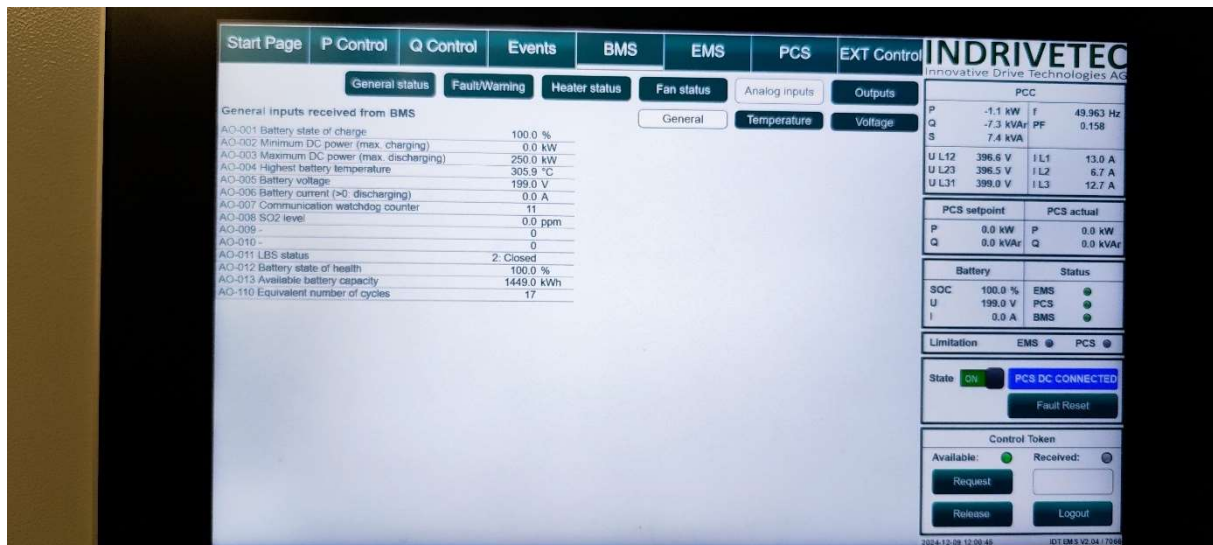 Start Page P Control Q Control Events BMS EMS PCS EXT Control
INDRIVETEC
Innovative Drive Technologies AG
General status Fault/Warning Heater status Fan status Analog inputs Outputs
General Temperature Voltage
General inputs received from BMS
AO-001 Battery state of charge 100.0 %
AO-002 Minimum DC power (max. charging) 0.0 kW
AO-003 Maximum DC power (max. discharging) 250.0 kW
AO-004 Highest battery temperature 305.9 °C
AO-005 Battery voltage 199.0 V
AO-006 Battery current (>0: discharging) 0.0 A
AO-007 Communication watchdog counter 11
AO-008 SO2 level 0.0 ppm
AO-009 - 0
AO-010 - 0
AO-011 LBS status 2: Closed
AO-012 Battery state of health 100.0 %
AO-013 Available battery capacity 1449.0 kWh
AO-110 Equivalent number of cycles 17
PCC
P -1.1 kW f 49.963 Hz
Q -7.3 kVAr PF 0.158
S 7.4 kVA
U L12 396.6 V I L1 13.0 A
U L23 396.5 V I L2 6.7 A
U L31 399.0 V I L3 12.7 A
PCS setpoint PCS actual
P 0.0 kW P 0.0 kW
Q 0.0 kVAr Q 0.0 kVAr
Battery Status
SOC 100.0 % EMS
U 199.0 V PCS
I 0.0 A BMS
Limitation EMS PCS
State ON PCS DC CONNECTED
Fault Reset
Control Token
Available: Received:
Request
Release Logout
2024-12-09 12:00:45 IDT EMS V2.04 / 7066